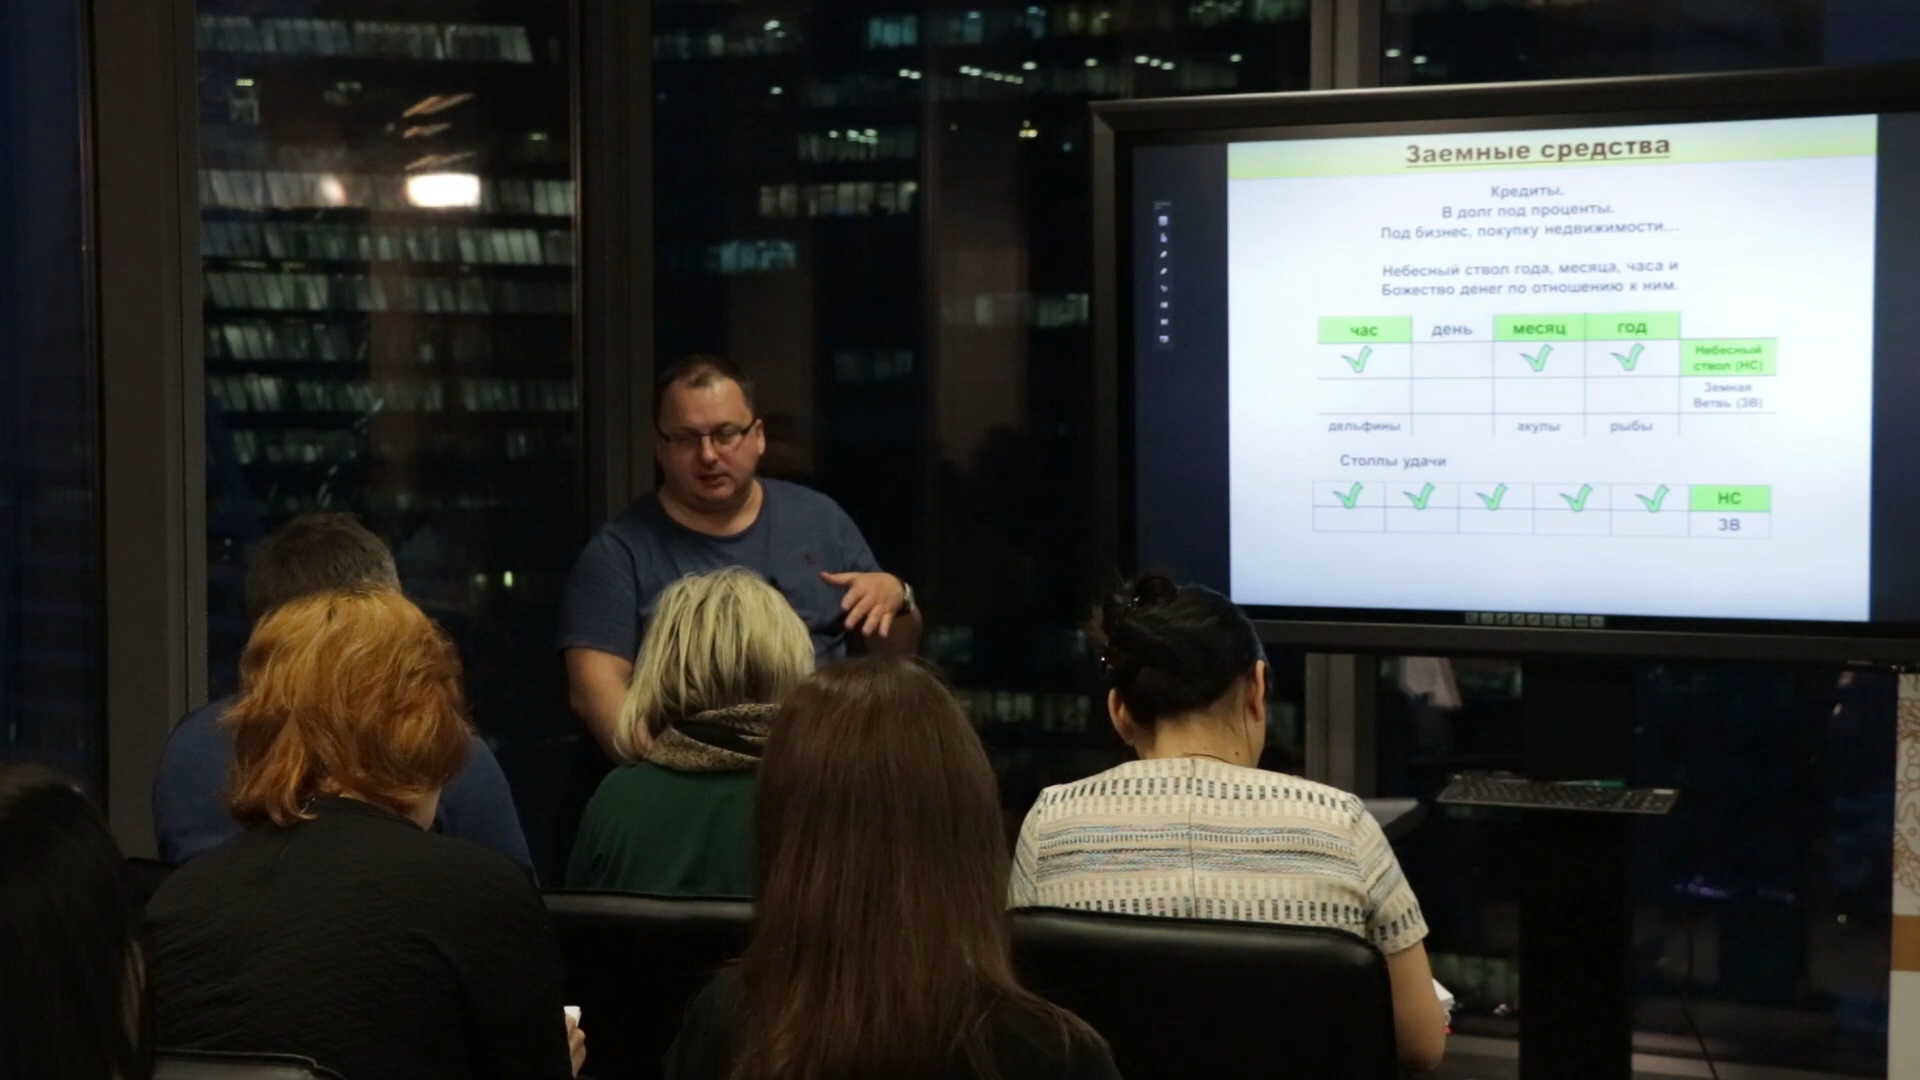 Заемные средства
Кредиты.
В долг под проценты.
Под бизнес, покупку недвижимости...
Небесный ствол года, месяца, часа и
Божество денег по отношению к ним.
час день месяц год
Небесный
ствол (НС)
Земная
Ветвь (ЗВ)
дельфины акулы рыбы
Столпы удачи
НС
ЗВ